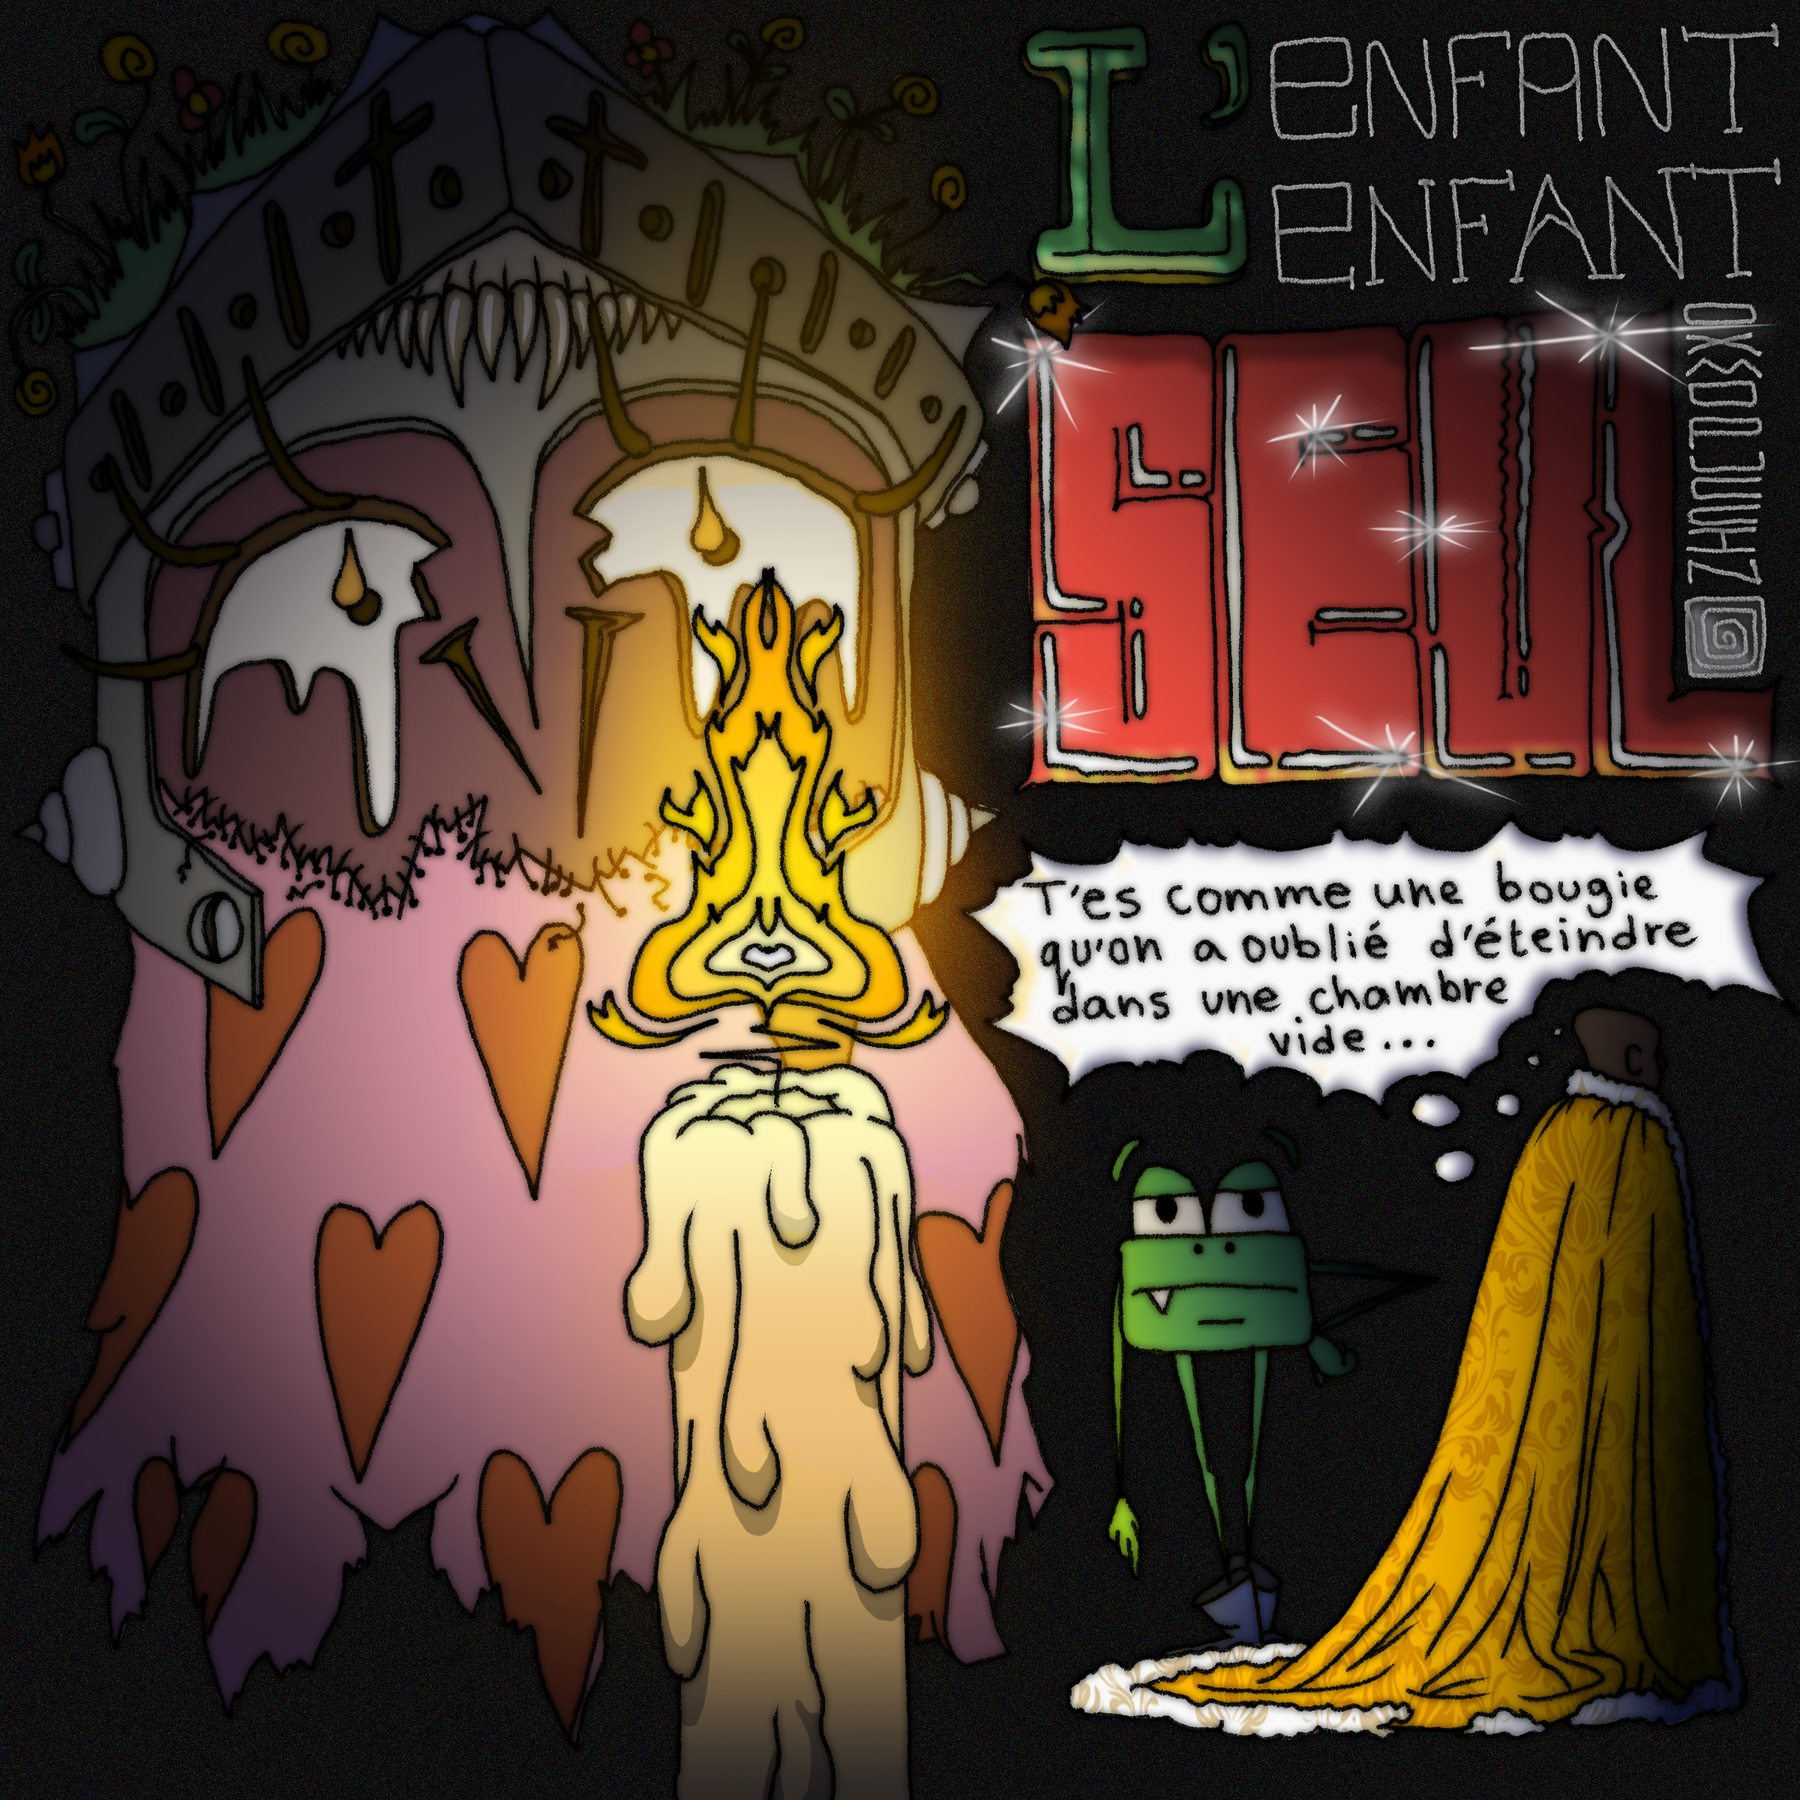 L'ENFANT
ENFANT
SEUL
T'es comme une bougie
qu'on a oublié d'éteindre
dans une chambre
vide...
C